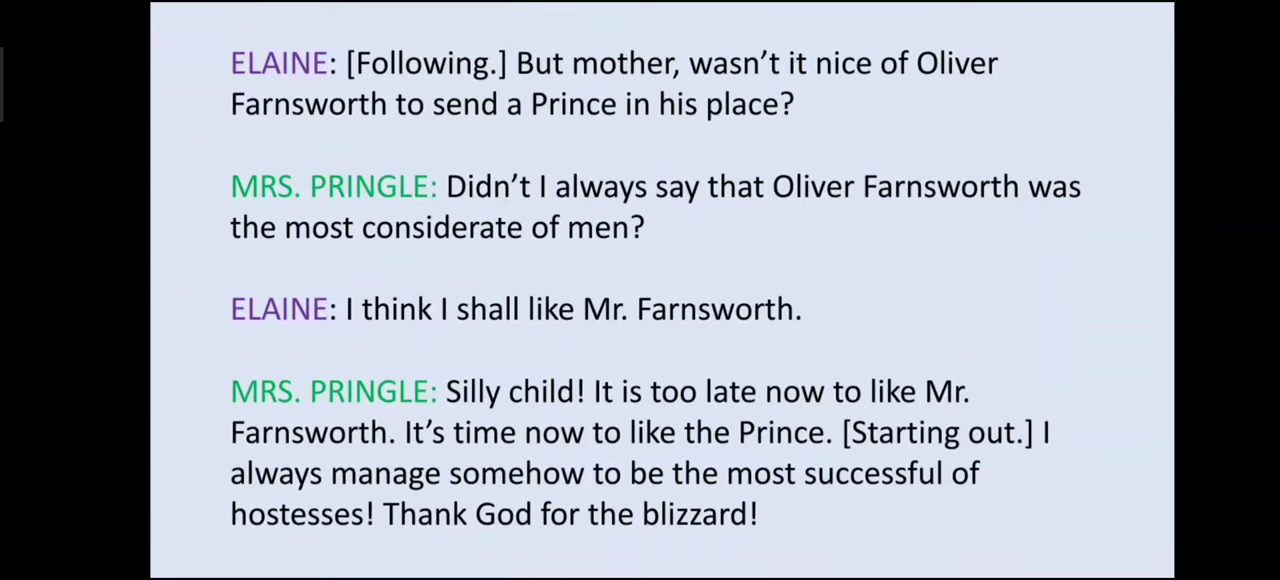 ELAINE: [Following.] But mother, wasn’t it nice of Oliver
Farnsworth to send a Prince in his place?
MRS. PRINGLE: Didn’t I always say that Oliver Farnsworth was
the most considerate of men?
ELAINE: I think I shall like Mr. Farnsworth.
MRS. PRINGLE: Silly child! It is too late now to like Mr.
Farnsworth. It’s time now to like the Prince. [Starting out.] I
always manage somehow to be the most successful of
hostesses! Thank God for the blizzard!